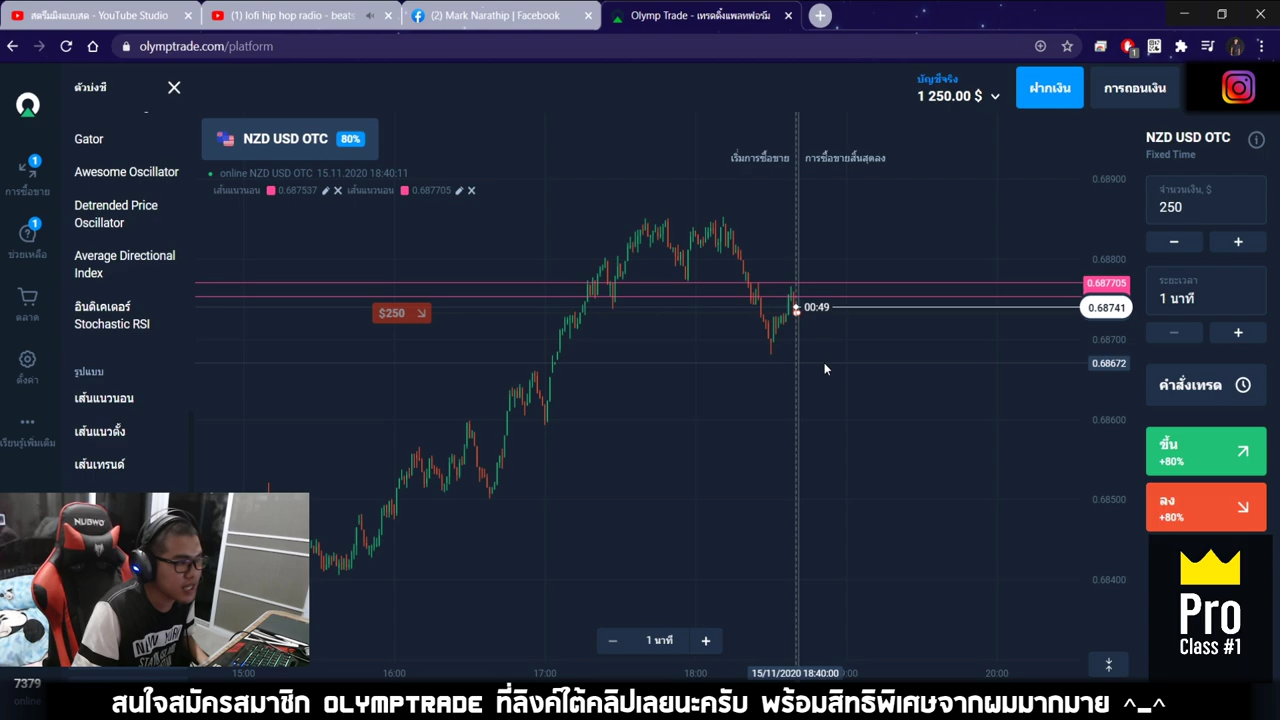 สตรีมมิงแบบสด - YouTube Studio
(1) lofi hip hop radio - beats
(2) Mark Narathip | Facebook
Olymp Trade - เทรดดิ้งแพลทฟอร์ม
olymptrade.com/platform
1
ตัวบ่งชี้
บัญชีจริง
1 250.00 $
ฝากเงิน
การถอนเงิน
Gator
Awesome Oscillator
Detrended Price
Oscillator
Average Directional
Index
อินดิเคเตอร์
Stochastic RSI
รูปแบบ
เส้นแนวนอน
เส้นแนวตั้ง
เส้นเทรนด์
1
การซื้อขาย
1
ช่วยเหลือ
ตลาด
ตั้งค่า
เรียนรู้เพิ่มเติม
7379
online
NZD USD OTC 80%
online NZD USD OTC 15.11.2020 18:40:11
เส้นแนวนอน 0.687537 เส้นแนวนอน 0.687705
เริ่มการซื้อขาย
การซื้อขายสิ้นสุดลง
$250
00:49
0.68900
0.68800
0.687705
0.68741
0.68700
0.68672
0.68600
0.68500
0.68400
1 นาที
15:00
16:00
17:00
18:00
15/11/2020 18:40:00
20:00
NZD USD OTC
Fixed Time
จำนวนเงิน, $
250
ระยะเวลา
1 นาที
คำสั่งเทรด
ขึ้น
+80%
ลง
+80%
Pro
Class #1
NUBWO
สนใจสมัครสมาชิก OLYMPTRADE ที่ลิงค์ใต้คลิปเลยนะครับ พร้อมสิทธิพิเศษจากผมมากมาย ^_^